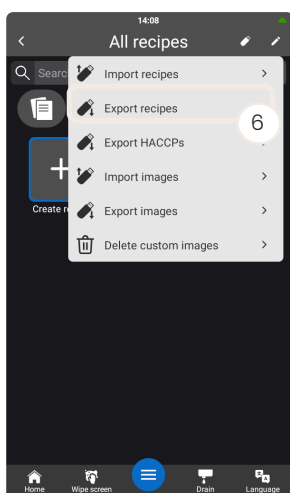 14:08
All recipes
Searc
Import recipes
Export recipes
6
Export HACCPs
Import images
Export images
Delete custom images
Create re
Home
Wipe screen
Drain
Language